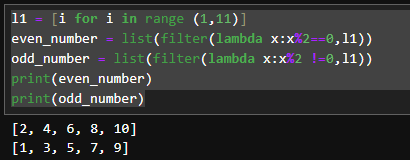 l1 = [i for i in range (1,11)]
even_number = list(filter(lambda x:x%2==0,l1))
odd_number = list(filter(lambda x:x%2 !=0,l1))
print(even_number)
print(odd_number)
[2, 4, 6, 8, 10]
[1, 3, 5, 7, 9]